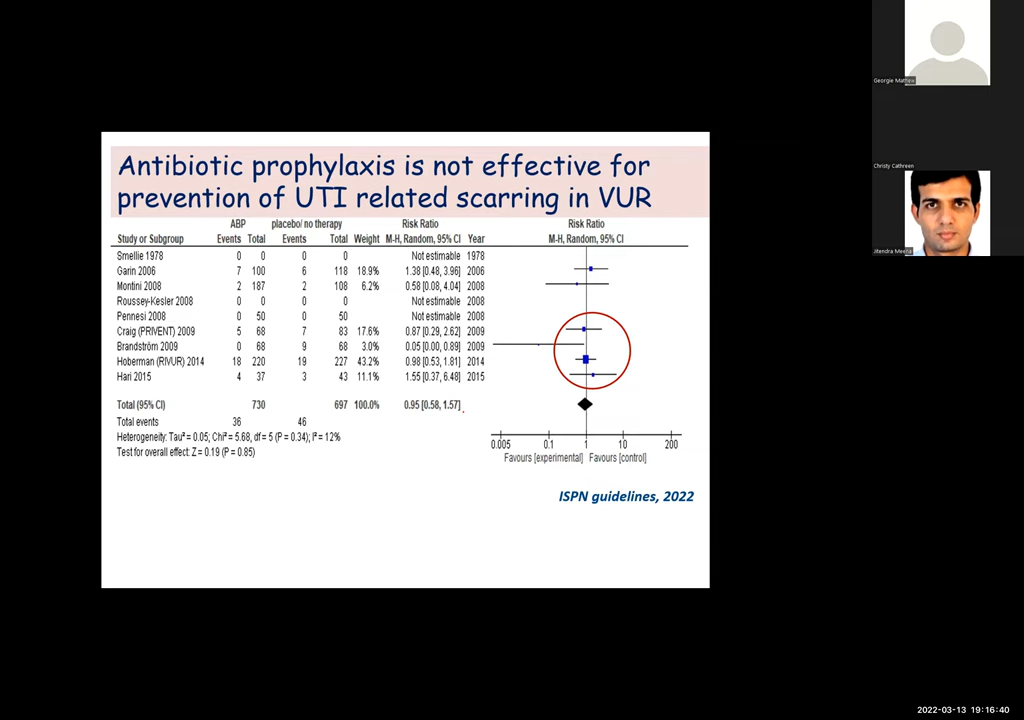 Georgie Mathew
Christy Cathreen
Jitendra Meena
Antibiotic prophylaxis is not effective for
prevention of UTI related scarring in VUR
ABP placebo/ no therapy Risk Ratio Risk Ratio
Study or Subgroup Events Total Events Total Weight M-H, Random, 95% CI Year M-H, Random, 95% CI
Smellie 1978 0 0 0 0 Not estimable 1978
Garin 2006 7 100 6 118 18.9% 1.38 [0.48, 3.96] 2006
Montini 2008 2 187 2 108 6.2% 0.58 [0.08, 4.04] 2008
Roussey-Kesler 2008 0 0 0 0 Not estimable 2008
Pennesi 2008 0 50 0 50 Not estimable 2008
Craig (PRIVENT) 2009 5 68 7 83 17.6% 0.87 [0.29, 2.62] 2009
Brandström 2009 0 68 9 68 3.0% 0.05 [0.00, 0.89] 2009
Hoberman (RIVUR) 2014 18 220 19 227 43.2% 0.98 [0.53, 1.81] 2014
Hari 2015 4 37 3 43 11.1% 1.55 [0.37, 6.48] 2015
Total (95% CI) 730 697 100.0% 0.95 [0.58, 1.57]
Total events 36 46
Heterogeneity: Tau² = 0.05; Chi² = 5.68, df = 5 (P = 0.34); I² = 12%
Test for overall effect: Z = 0.19 (P = 0.85)
0.005 0.1 1 10 200
Favours [experimental] Favours [control]
ISPN guidelines, 2022
2022-03-13 19:16:40